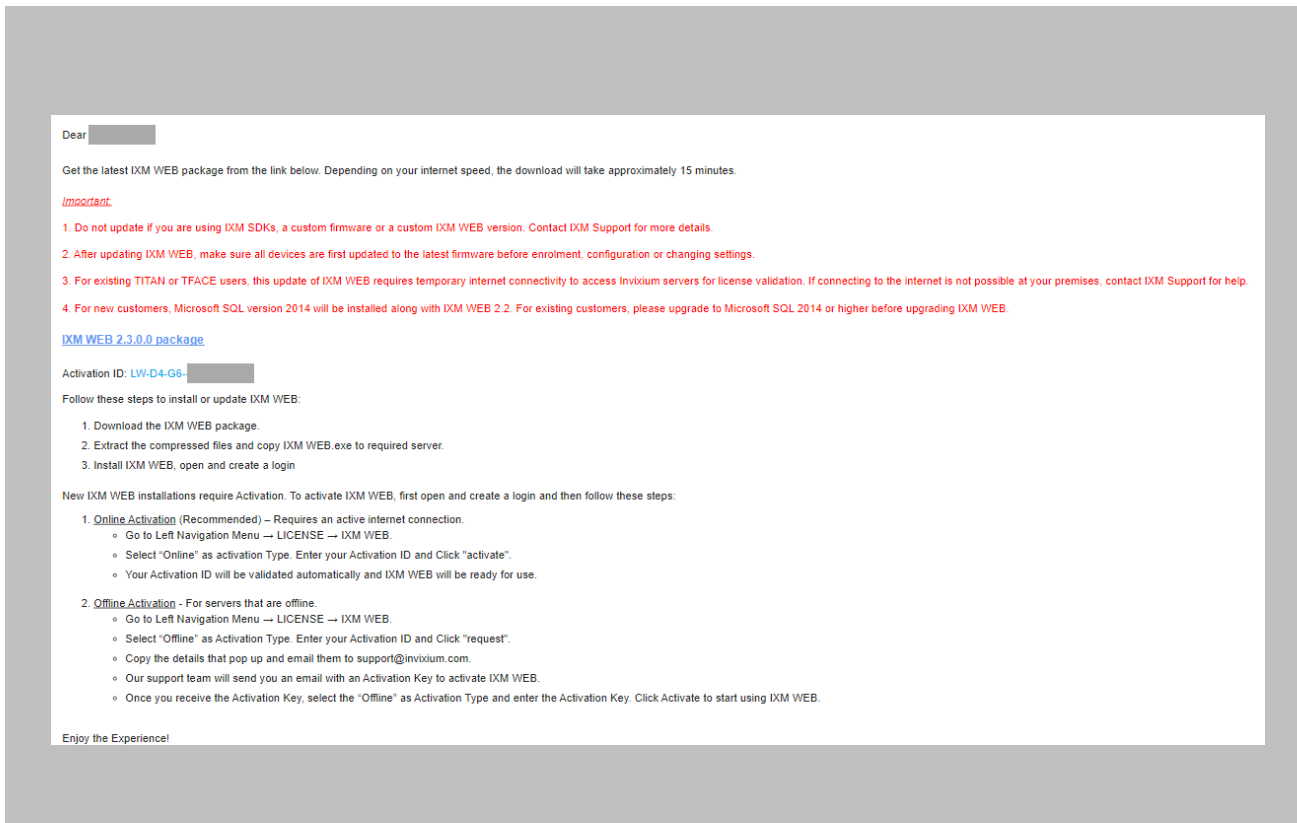 Dear
Get the latest IXM WEB package from the link below. Depending on your internet speed, the download will take approximately 15 minutes.
Important:
1. Do not update if you are using IXM SDKs, a custom firmware or a custom IXM WEB version. Contact IXM Support for more details.
2. After updating IXM WEB, make sure all devices are first updated to the latest firmware before enrolment, configuration or changing settings.
3. For existing TITAN or TFACE users, this update of IXM WEB requires temporary internet connectivity to access Invixium servers for license validation. If connecting to the internet is not possible at your premises, contact IXM Support for help.
4. For new customers, Microsoft SQL version 2014 will be installed along with IXM WEB 2.2. For existing customers, please upgrade to Microsoft SQL 2014 or higher before upgrading IXM WEB.
IXM WEB 2.3.0.0 package
Activation ID: LW-D4-G6-
Follow these steps to install or update IXM WEB:
1. Download the IXM WEB package.
2. Extract the compressed files and copy IXM WEB.exe to required server.
3. Install IXM WEB, open and create a login
New IXM WEB installations require Activation. To activate IXM WEB, first open and create a login and then follow these steps:
1. Online Activation (Recommended) – Requires an active internet connection.
◦ Go to Left Navigation Menu → LICENSE → IXM WEB.
◦ Select “Online” as activation Type. Enter your Activation ID and Click "activate".
◦ Your Activation ID will be validated automatically and IXM WEB will be ready for use.
2. Offline Activation - For servers that are offline.
◦ Go to Left Navigation Menu → LICENSE → IXM WEB.
◦ Select “Offline” as Activation Type. Enter your Activation ID and Click "request".
◦ Copy the details that pop up and email them to support@invixium.com.
◦ Our support team will send you an email with an Activation Key to activate IXM WEB.
◦ Once you receive the Activation Key, select the “Offline” as Activation Type and enter the Activation Key. Click Activate to start using IXM WEB.
Enjoy the Experience!